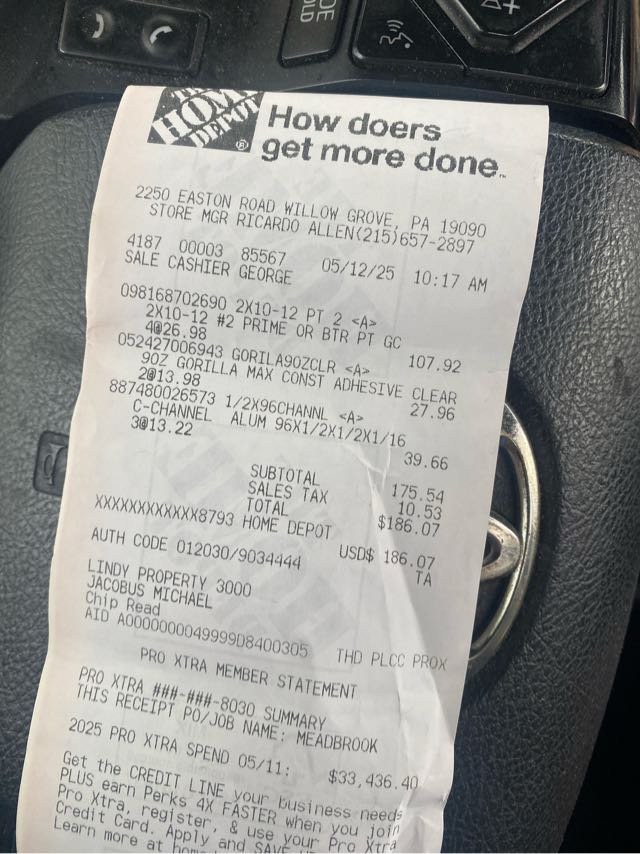 THE
HOME
DEPOT
®
How doers
get more done™
2250 EASTON ROAD WILLOW GROVE, PA 19090
STORE MGR RICARDO ALLEN(215)657-2897
4187 00003 85567 05/12/25 10:17 AM
SALE CASHIER GEORGE
098168702690 2X10-12 PT 2 <A>
2X10-12 #2 PRIME OR BTR PT GC
4@26.98 107.92
052427006943 GORILA90ZCLR <A>
90Z GORILLA MAX CONST ADHESIVE CLEAR
2@13.98 27.96
887480026573 1/2X96CHANNL <A>
C-CHANNEL ALUM 96X1/2X1/2X1/16
3@13.22 39.66
SUBTOTAL 175.54
SALES TAX 10.53
TOTAL $186.07
XXXXXXXXXXXX8793 HOME DEPOT
USD$ 186.07
AUTH CODE 012030/9034444 TA
LINDY PROPERTY 3000
JACOBUS MICHAEL
Chip Read
AID A0000000049999D8400305 THD PLCC PROX
PRO XTRA MEMBER STATEMENT
PRO XTRA ###-###-8030 SUMMARY
THIS RECEIPT PO/JOB NAME: MEADBROOK
2025 PRO XTRA SPEND 05/11: $33,436.40
Get the CREDIT LINE your business needs
PLUS earn Perks 4X FASTER when you join
Pro Xtra, register, & use your Pro Xtra
Credit Card. Apply and SAVE
Learn more at